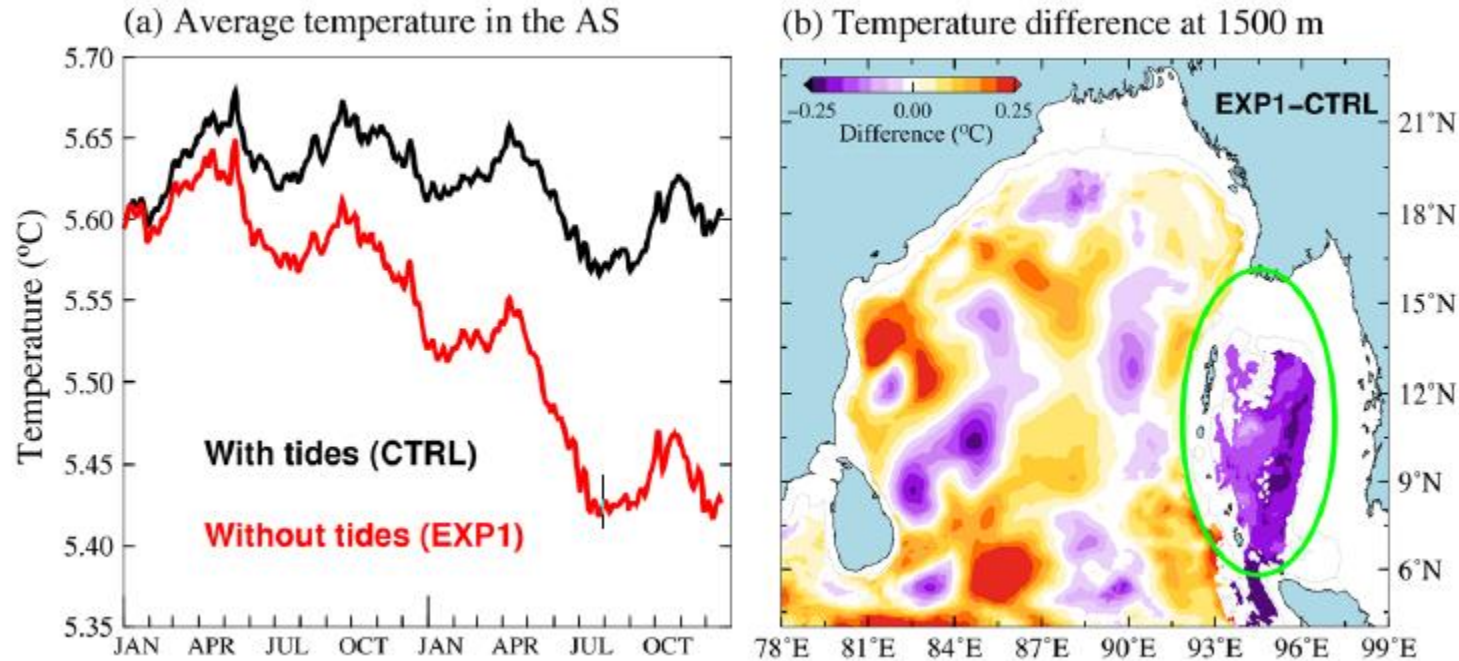 (a) Average temperature in the AS
5.70
5.65
5.60
5.55
5.50
5.45
5.40
5.35
Temperature (°C)
With tides (CTRL)
Without tides (EXP1)
JAN APR JUL OCT JAN APR JUL OCT
(b) Temperature difference at 1500 m
−0.25 0.00 0.25
Difference (°C)
EXP1−CTRL
21°N
18°N
15°N
12°N
9°N
6°N
78°E 81°E 84°E 87°E 90°E 93°E 96°E 99°E